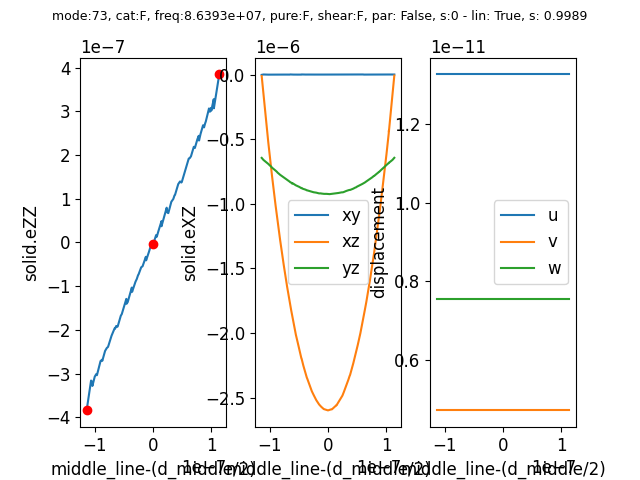 mode:73, cat:F, freq:8.6393e+07, pure:F, shear:F, par: False, s:0 - lin: True, s: 0.9989
1e−7
4
3
2
1
0
−1
−2
−3
−4
solid.eZZ
−1
0
1
1e−7
middle_line-(d_middle/2)
1e−6
0.0
−0.5
−1.0
−1.5
−2.0
−2.5
solid.eXZ
xy
xz
yz
−1
0
1
1e−7
middle_line-(d_middle/2)
1e−11
1.2
1.0
0.8
0.6
displacement
u
v
w
−1
0
1
1e−7
middle_line-(d_middle/2)